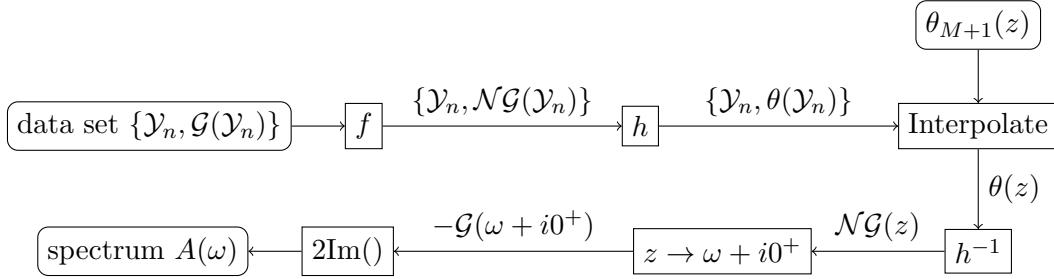 θ_{M+1}(z)
{𝒴_n, 𝒩𝒢(𝒴_n)} {𝒴_n, θ(𝒴_n)}
data set {𝒴_n, 𝒢(𝒴_n)} f h Interpolate
θ(z)
−𝒢(ω + i0⁺) 𝒩𝒢(z)
spectrum A(ω) 2Im() z → ω + i0⁺ h⁻¹